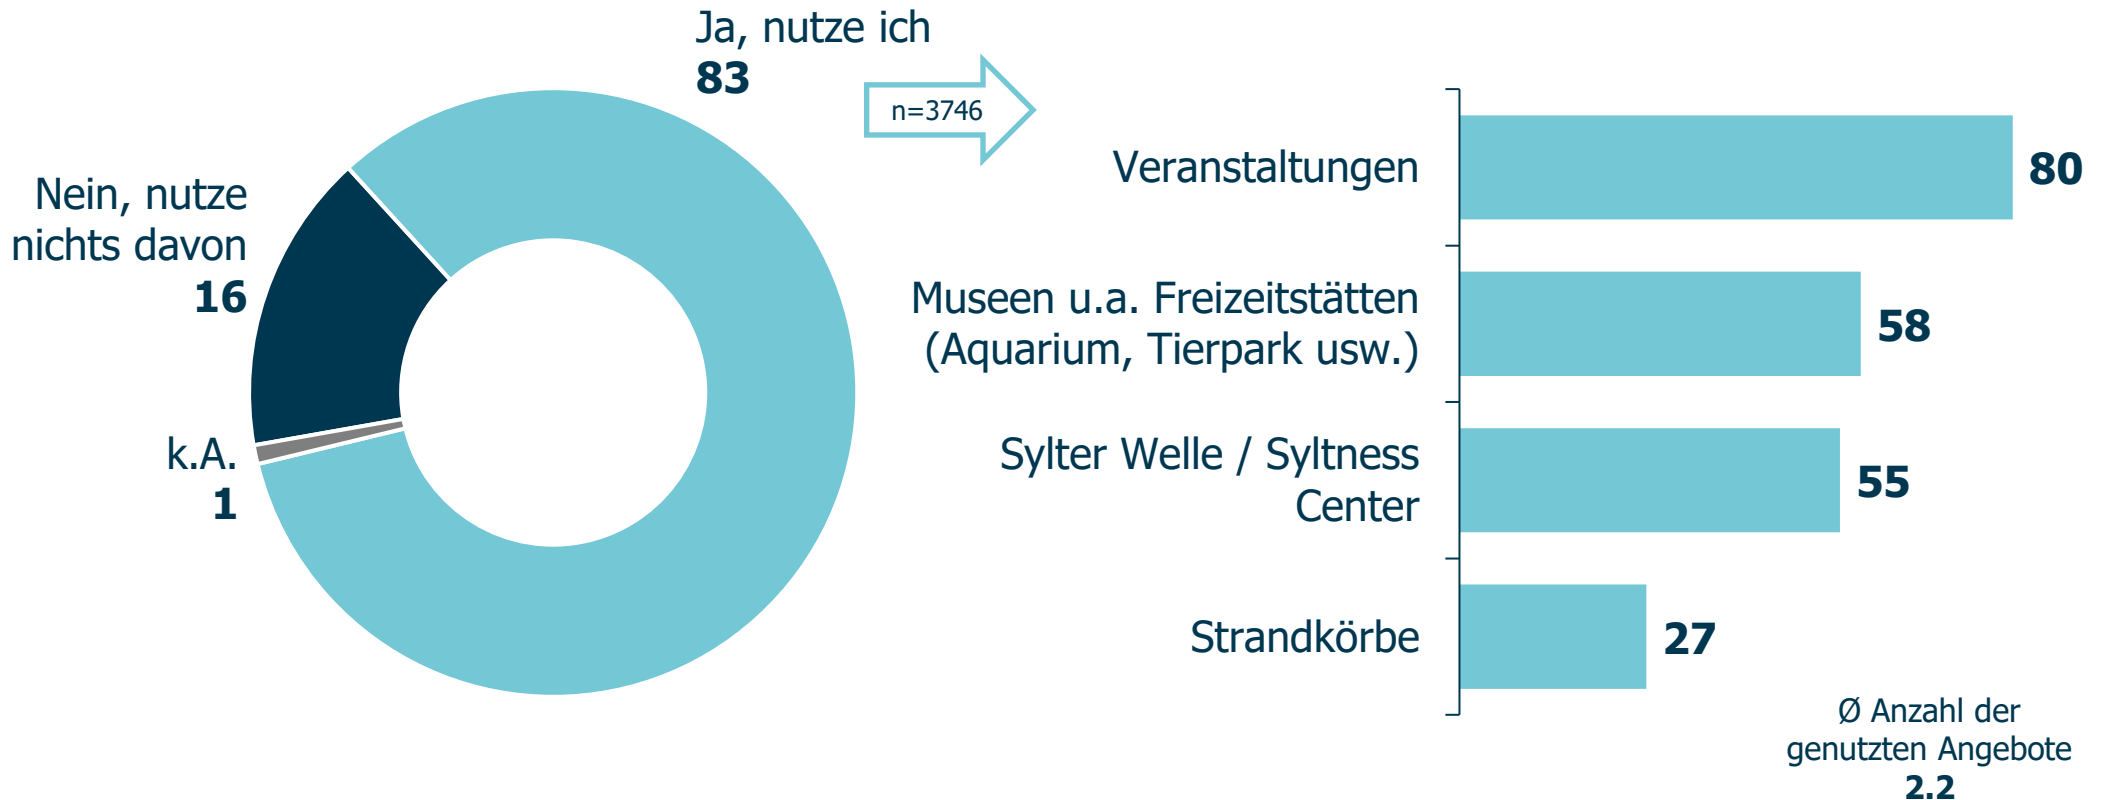 Ja, nutze ich
83
n=3746
Nein, nutze
nichts davon
16
k.A.
1
Veranstaltungen
80
Museen u.a. Freizeitstätten
(Aquarium, Tierpark usw.)
58
Sylter Welle / Syltness
Center
55
Strandkörbe
27
Ø Anzahl der
genutzten Angebote
2.2